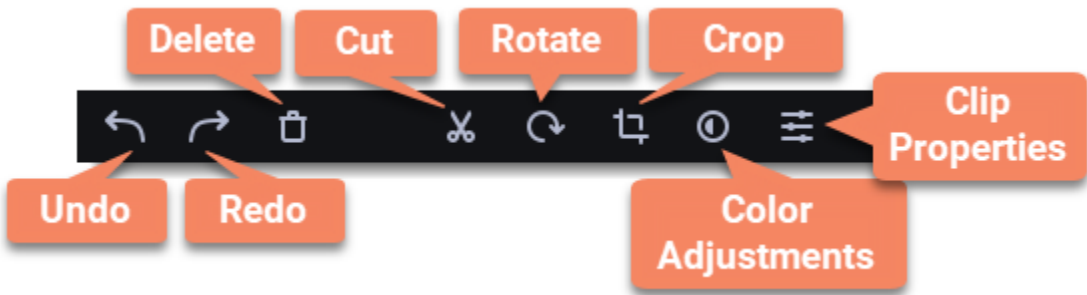 Delete
Cut
Rotate
Crop
Clip
Properties
Undo
Redo
Color
Adjustments